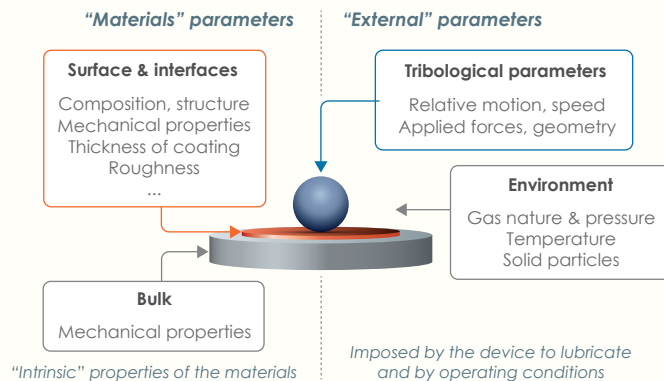 “Materials” parameters
“External” parameters
Surface & interfaces
Composition, structure
Mechanical properties
Thickness of coating
Roughness
...
Tribological parameters
Relative motion, speed
Applied forces, geometry
Environment
Gas nature & pressure
Temperature
Solid particles
Bulk
Mechanical properties
“Intrinsic” properties of the materials
Imposed by the device to lubricate
and by operating conditions